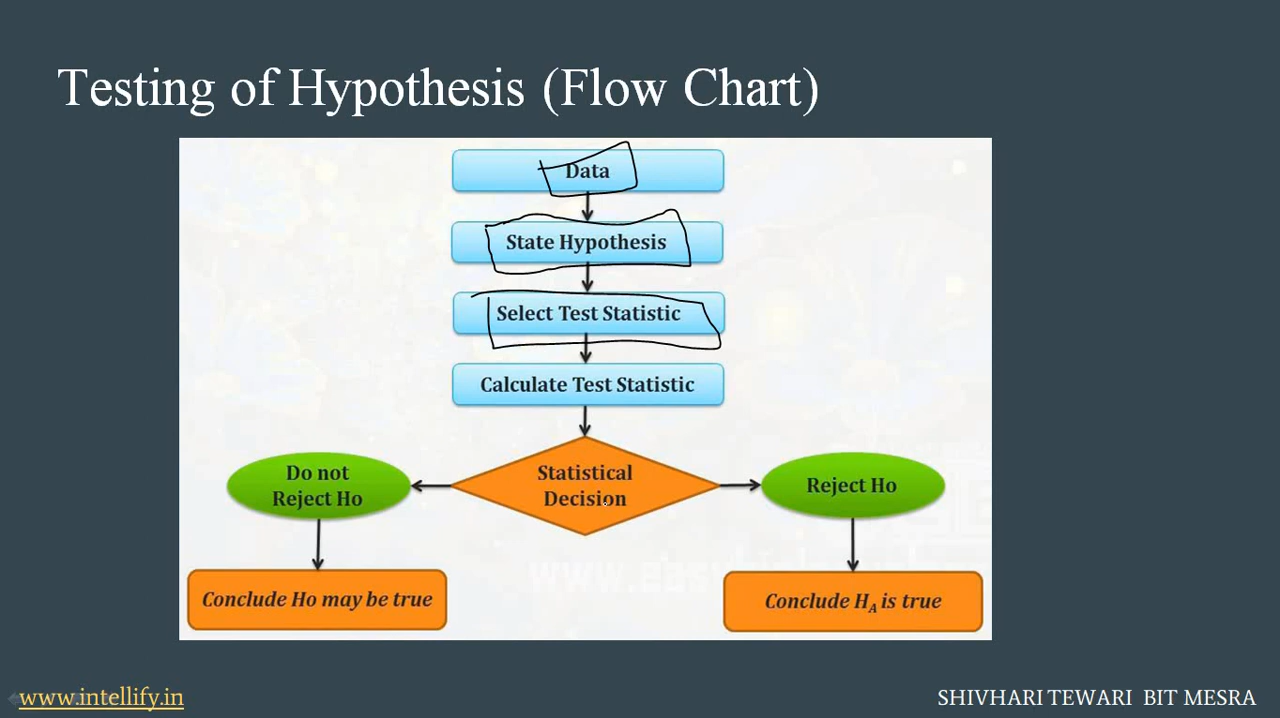 Testing of Hypothesis (Flow Chart)
Data
State Hypothesis
Select Test Statistic
Calculate Test Statistic
Statistical
Decision
Do not
Reject Ho
Reject Ho
Conclude Ho may be true
Conclude HA is true
www.intellify.in
SHIVHARI TEWARI BIT MESRA